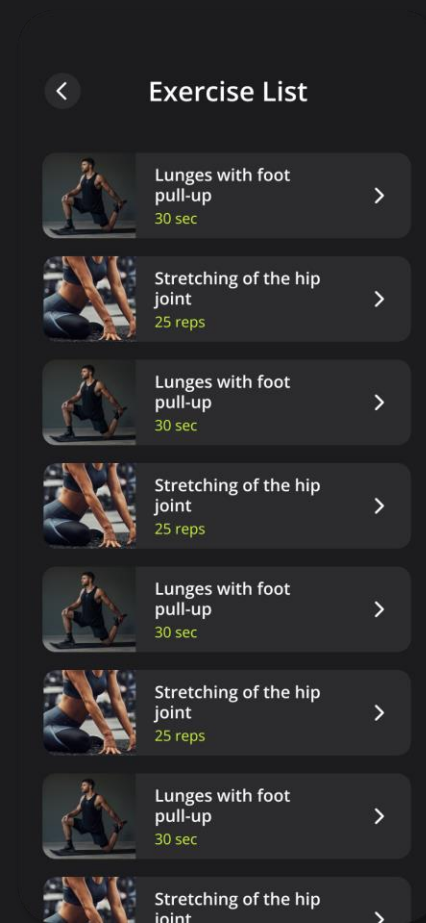 Exercise List
Lunges with foot
pull-up
30 sec
Stretching of the hip
joint
25 reps
Lunges with foot
pull-up
30 sec
Stretching of the hip
joint
25 reps
Lunges with foot
pull-up
30 sec
Stretching of the hip
joint
25 reps
Lunges with foot
pull-up
30 sec
Stretching of the hip
joint